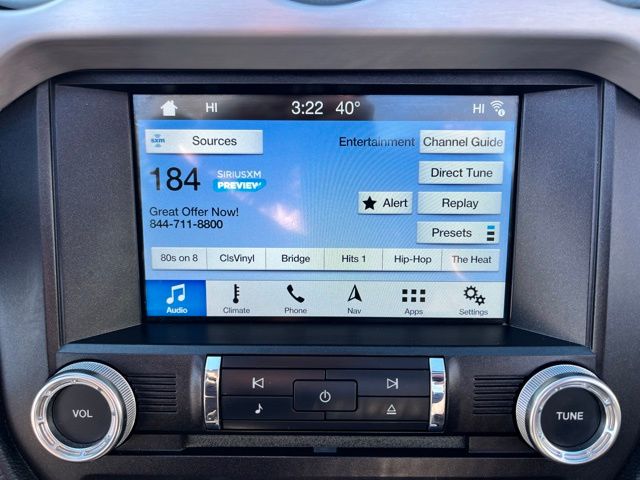 HI 3:22 40° HI
sxm Sources
Entertainment
Channel Guide
184 SIRIUSXM
PREVIEW
Direct Tune
Great Offer Now!
844-711-8800
Alert
Replay
Presets
80s on 8 ClsVinyl Bridge Hits 1 Hip-Hop The Heat
Audio Climate Phone Nav Apps Settings
VOL
TUNE